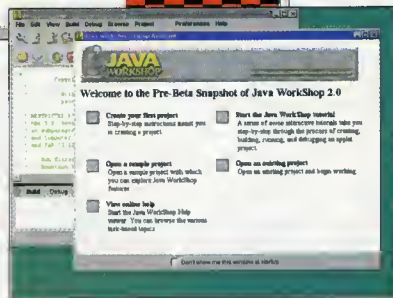 File Edit View Build Debug Browse Project Preferences Help
JAVA
WORKSHOP
Welcome to the Pre-Beta Snapshot of Java WorkShop 2.0
Create your first project
Step-by-step instructions assist you
in creating a project.
Start the Java WorkShop tutorial
A series of seven interactive tutorials take you
step-by-step through the process of creating,
building, running, and debugging an applet
project.
Open a sample project
Open a sample project with which
you can explore Java WorkShop
features
Open an existing project
Open an existing project and begin working
View online help
Start the Java WorkShop Help
viewer. You can browse the various
task-based topics
Build Debug
Don't show me this window at startup